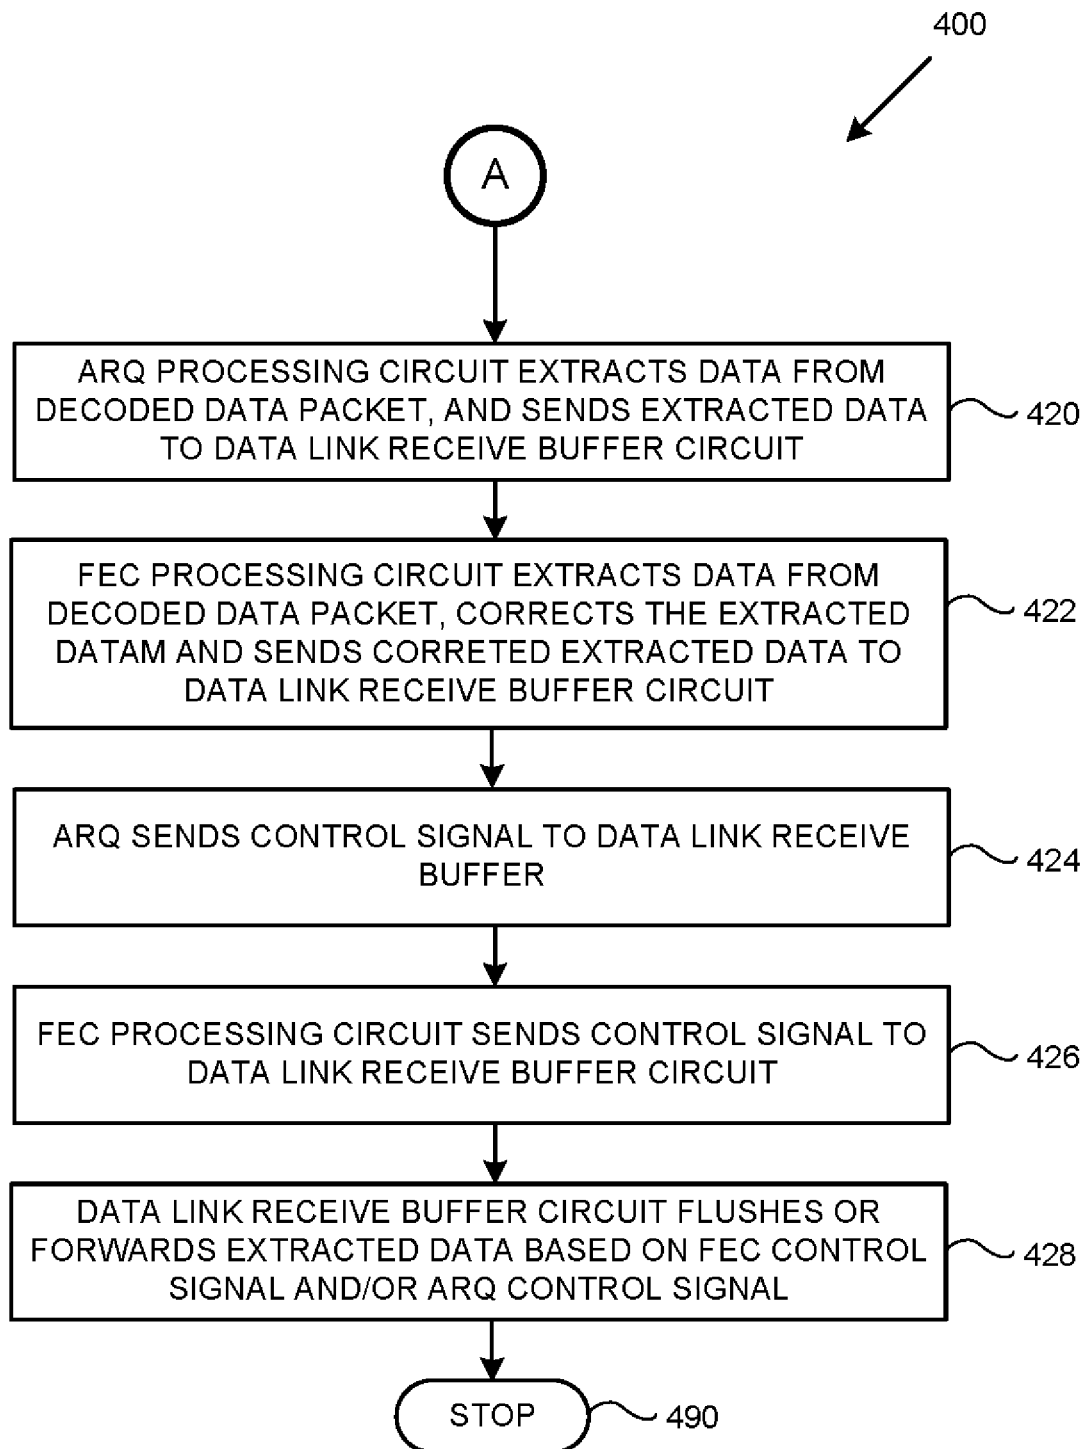 400
A
ARQ PROCESSING CIRCUIT EXTRACTS DATA FROM
DECODED DATA PACKET, AND SENDS EXTRACTED DATA
TO DATA LINK RECEIVE BUFFER CIRCUIT
420
FEC PROCESSING CIRCUIT EXTRACTS DATA FROM
DECODED DATA PACKET, CORRECTS THE EXTRACTED
DATAM AND SENDS CORRETED EXTRACTED DATA TO
DATA LINK RECEIVE BUFFER CIRCUIT
422
ARQ SENDS CONTROL SIGNAL TO DATA LINK RECEIVE
BUFFER
424
FEC PROCESSING CIRCUIT SENDS CONTROL SIGNAL TO
DATA LINK RECEIVE BUFFER CIRCUIT
426
DATA LINK RECEIVE BUFFER CIRCUIT FLUSHES OR
FORWARDS EXTRACTED DATA BASED ON FEC CONTROL
SIGNAL AND/OR ARQ CONTROL SIGNAL
428
STOP
490